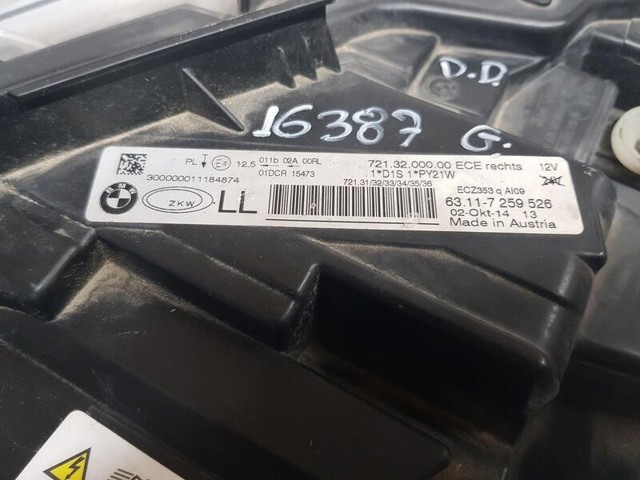 D.D.
16387 G.
PL E4 12.5 011b 02A 00RL 721.32.000.00 ECE rechts 12V
01DCR 15473 1*D1S 1*PY21W
300000011184874 721.31/32/33/34/35/36 ECZ353 q AI09
BMW ZKW LL 63.11-7 259 526
02-Okt-14 13
Made in Austria